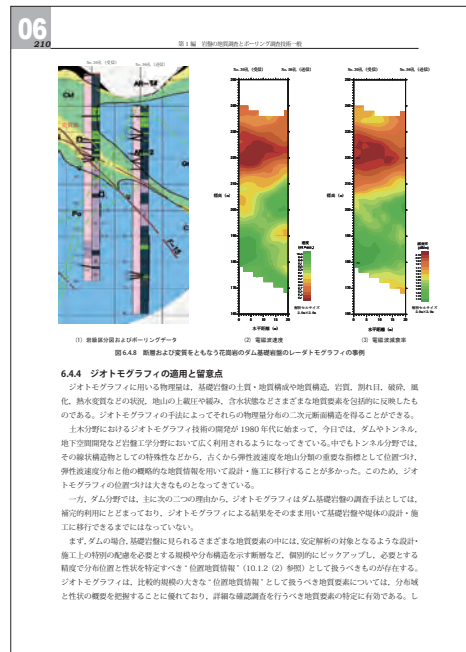 06
210
第1編 岩盤の地質調査とボーリング調査技術一般
CM
F-15
標高 (m)
水平距離 (m)
水平距離 (m)
(1) 岩級区分図およびボーリングデータ
(2) 電磁波速度
(3) 電磁波減衰率
図6.4.8 断層および変質をともなう花崗岩のダム基礎岩盤のレーダトモグラフィの事例
6.4.4 ジオトモグラフィの適用と留意点
ジオトモグラフィに用いる物理量は、基礎岩盤の土質・地質構成や地質構造、岩質、割れ目、破砕、風
化、熱水変質などの状況、地山の上載圧や緩み、含水状態などさまざまな地質要素を包括的に反映したも
のである。ジオトモグラフィの手法によってそれらの物理量分布の二次元断面構造を得ることができる。
土木分野におけるジオトモグラフィ技術の開発が1980年代に始まって、今日では、ダムやトンネル、
地下空間開発など岩盤工学分野において広く利用されるようになってきている。中でもトンネル分野では、
その線状構造物としての特殊性などから、古くから弾性波速度を地山分類の重要な指標として位置づけ、
弾性波速度分布と他の概略的な地質情報を用いて設計・施工に移行することが多かった。このため、ジオ
トモグラフィの位置づけは大きなものとなってきている。
一方、ダム分野では、主に次の二つの理由から、ジオトモグラフィはダム基礎岩盤の調査手法としては、
補完的利用にとどまっており、ジオトモグラフィによる結果をそのまま用いて基礎岩盤や堤体の設計・施
工に移行できるまでにはなっていない。
まず、ダムの場合、基礎岩盤に見られるさまざまな地質要素の中には、安定解析の対象となるような設計・
施工上の特別の配慮を必要とする規模や分布構造を示す断層など、個別的にピックアップし、必要とする
精度で分布位置と性状を特定すべき“位置地質情報”(10.1.2 (2) 参照) として扱うべきものが存在する。
ジオトモグラフィは、比較的規模の大きな“位置地質情報”として扱うべき地質要素については、分布域
と性状の概要を把握することに優れており、詳細な確認調査を行うべき地質要素の特定に有効である。し